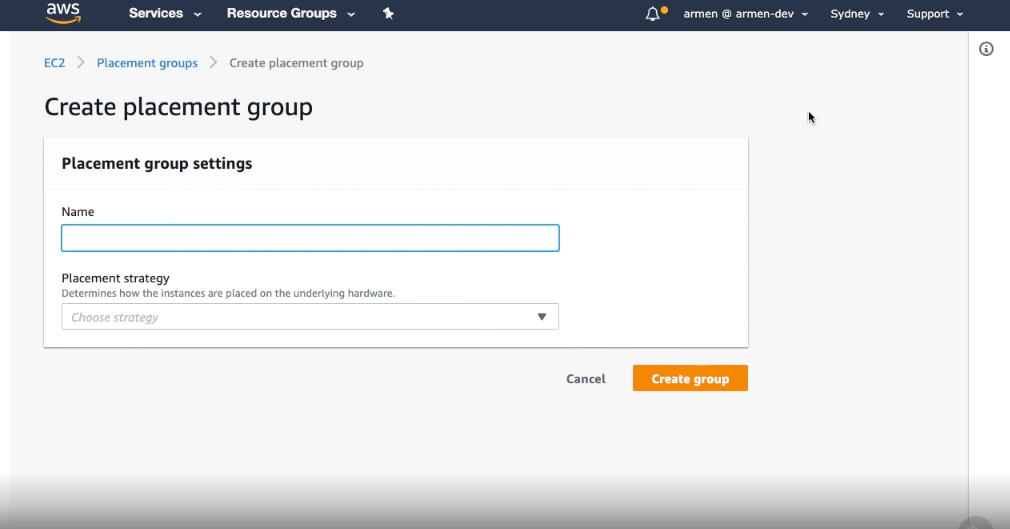 aws Services Resource Groups armen @ armen-dev Sydney Support
EC2 Placement groups Create placement group
Create placement group
Placement group settings
Name
Placement strategy
Determines how the instances are placed on the underlying hardware.
Choose strategy
Cancel Create group